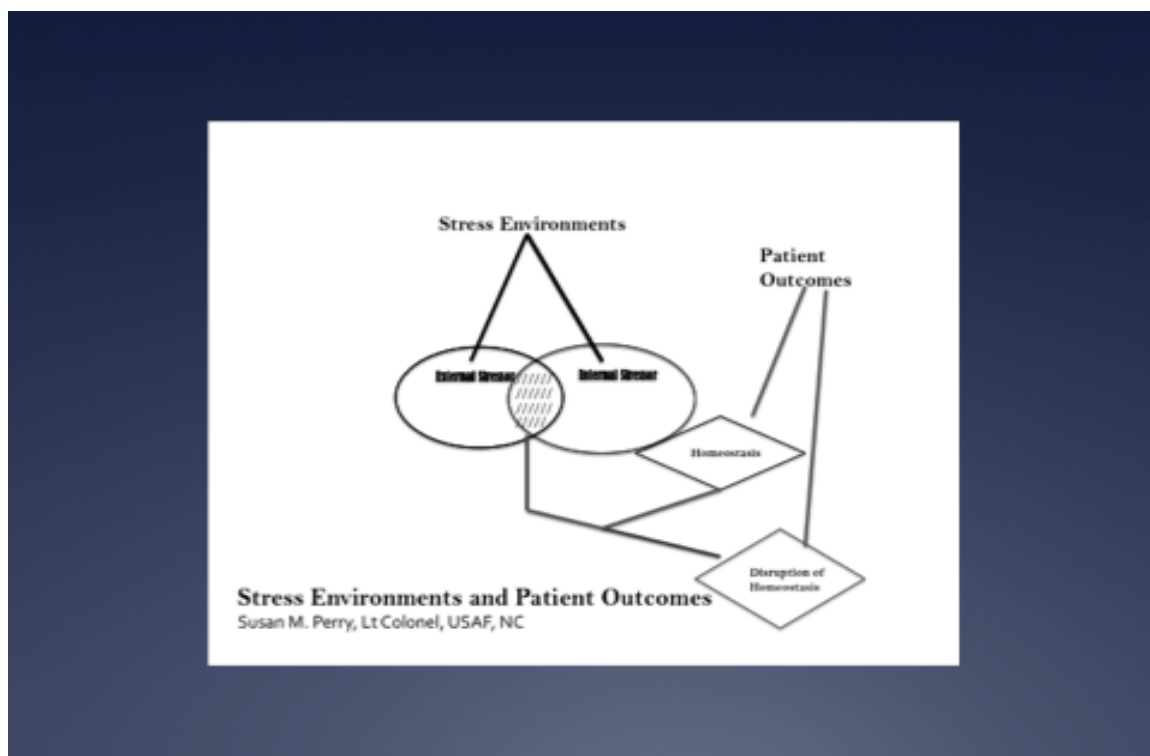 Stress Environments
Patient
Outcomes
External Stressor
Internal Stressor
Homeostasis
Disruption of
Homeostasis
Stress Environments and Patient Outcomes
Susan M. Perry, Lt Colonel, USAF, NC